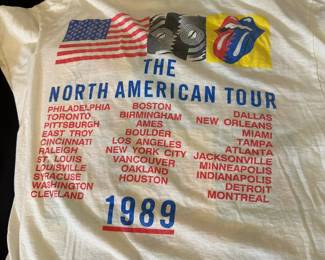 THE
NORTH AMERICAN TOUR
PHILADELPHIA
TORONTO
PITTSBURGH
EAST TROY
CINCINNATI
RALEIGH
ST. LOUIS
LOUISVILLE
SYRACUSE
WASHINGTON
CLEVELAND
BOSTON
BIRMINGHAM
AMES
BOULDER
LOS ANGELES
NEW YORK CITY
VANCOUVER
OAKLAND
HOUSTON
DALLAS
NEW ORLEANS
MIAMI
TAMPA
ATLANTA
JACKSONVILLE
MINNEAPOLIS
INDIANAPOLIS
DETROIT
MONTREAL
1989